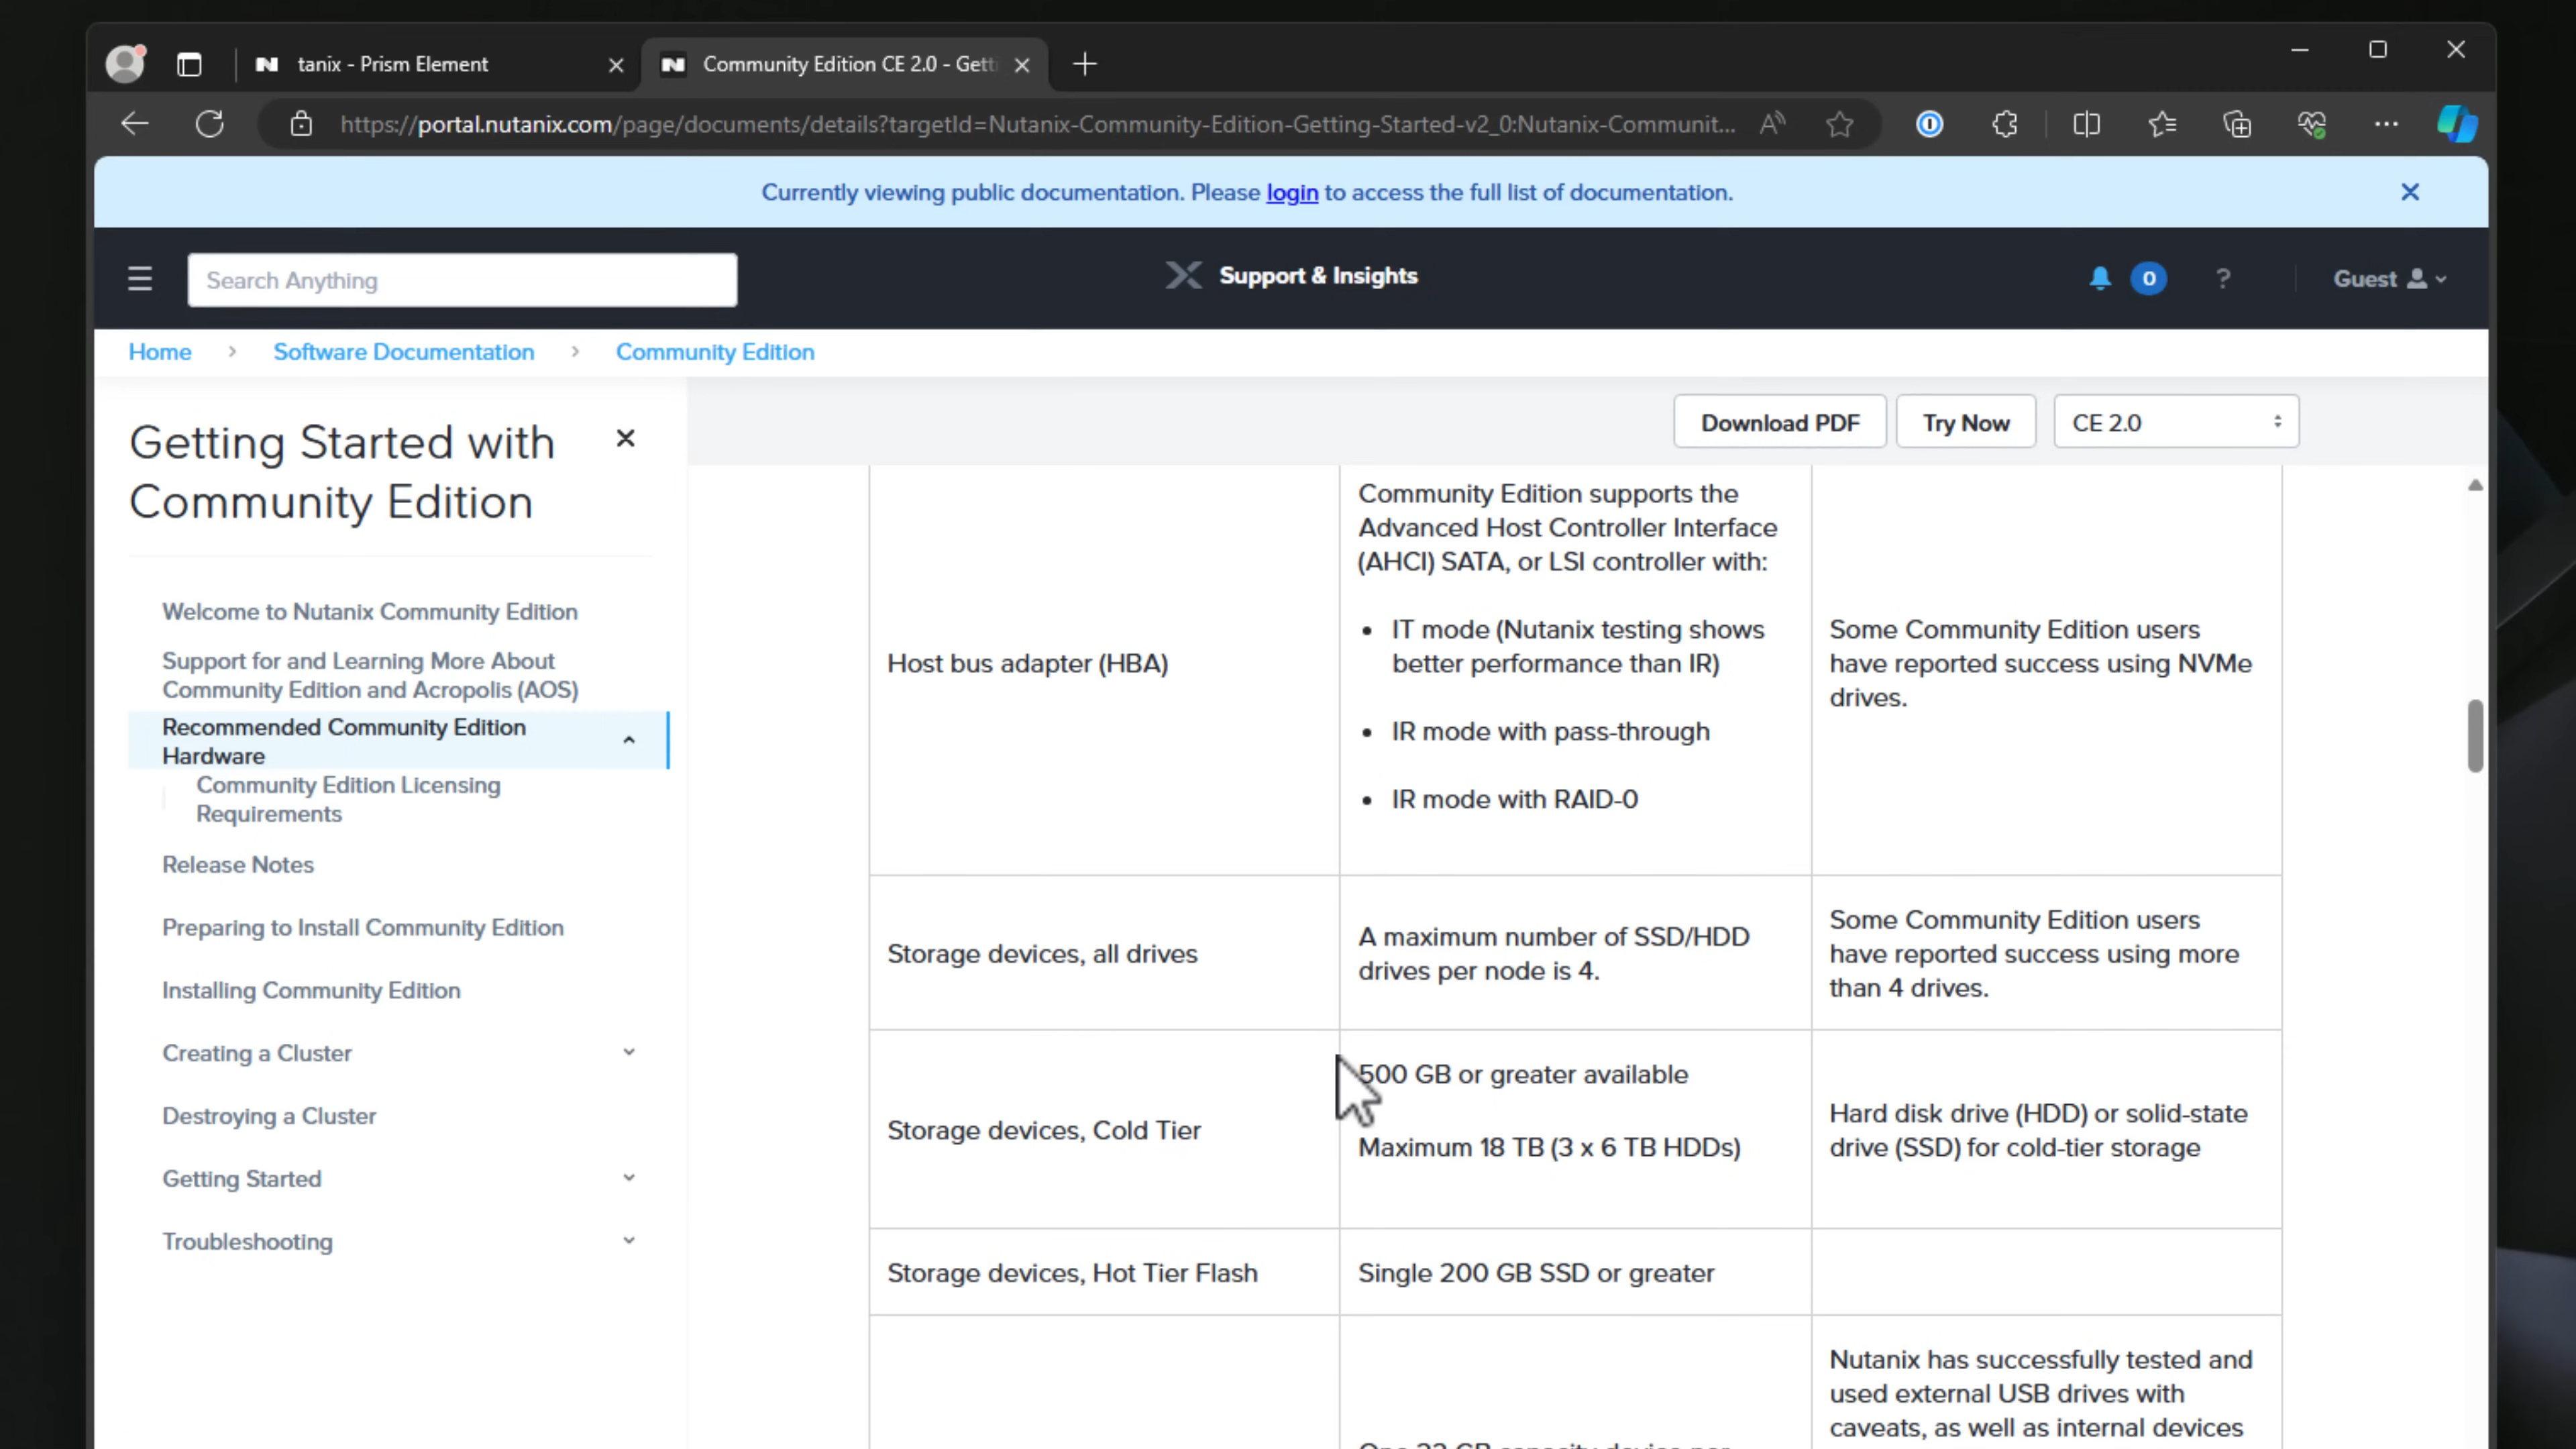 tanix - Prism Element
Community Edition CE 2.0 - Gett
https://portal.nutanix.com/page/documents/details?targetId=Nutanix-Community-Edition-Getting-Started-v2_0:Nutanix-Communit...
Currently viewing public documentation. Please login to access the full list of documentation.
Search Anything
Support & Insights
0
?
Guest
Home > Software Documentation > Community Edition
Getting Started with
Community Edition
Download PDF
Try Now
CE 2.0
Welcome to Nutanix Community Edition
Support for and Learning More About
Community Edition and Acropolis (AOS)
Recommended Community Edition
Hardware
Community Edition Licensing
Requirements
Release Notes
Preparing to Install Community Edition
Installing Community Edition
Creating a Cluster
Destroying a Cluster
Getting Started
Troubleshooting
Host bus adapter (HBA)
Community Edition supports the
Advanced Host Controller Interface
(AHCI) SATA, or LSI controller with:
• IT mode (Nutanix testing shows
better performance than IR)
• IR mode with pass-through
• IR mode with RAID-0
Some Community Edition users
have reported success using NVMe
drives.
Storage devices, all drives
A maximum number of SSD/HDD
drives per node is 4.
Some Community Edition users
have reported success using more
than 4 drives.
Storage devices, Cold Tier
500 GB or greater available
Maximum 18 TB (3 x 6 TB HDDs)
Hard disk drive (HDD) or solid-state
drive (SSD) for cold-tier storage
Storage devices, Hot Tier Flash
Single 200 GB SSD or greater
Nutanix has successfully tested and
used external USB drives with
caveats, as well as internal devices